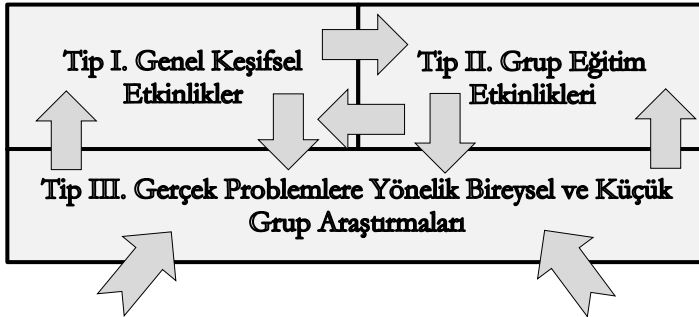 Tip I. Genel Keşifsel
Etkinlikler
Tip II. Grup Eğitim
Etkinlikleri
Tip III. Gerçek Problemlere Yönelik Bireysel ve Küçük
Grup Araştırmaları